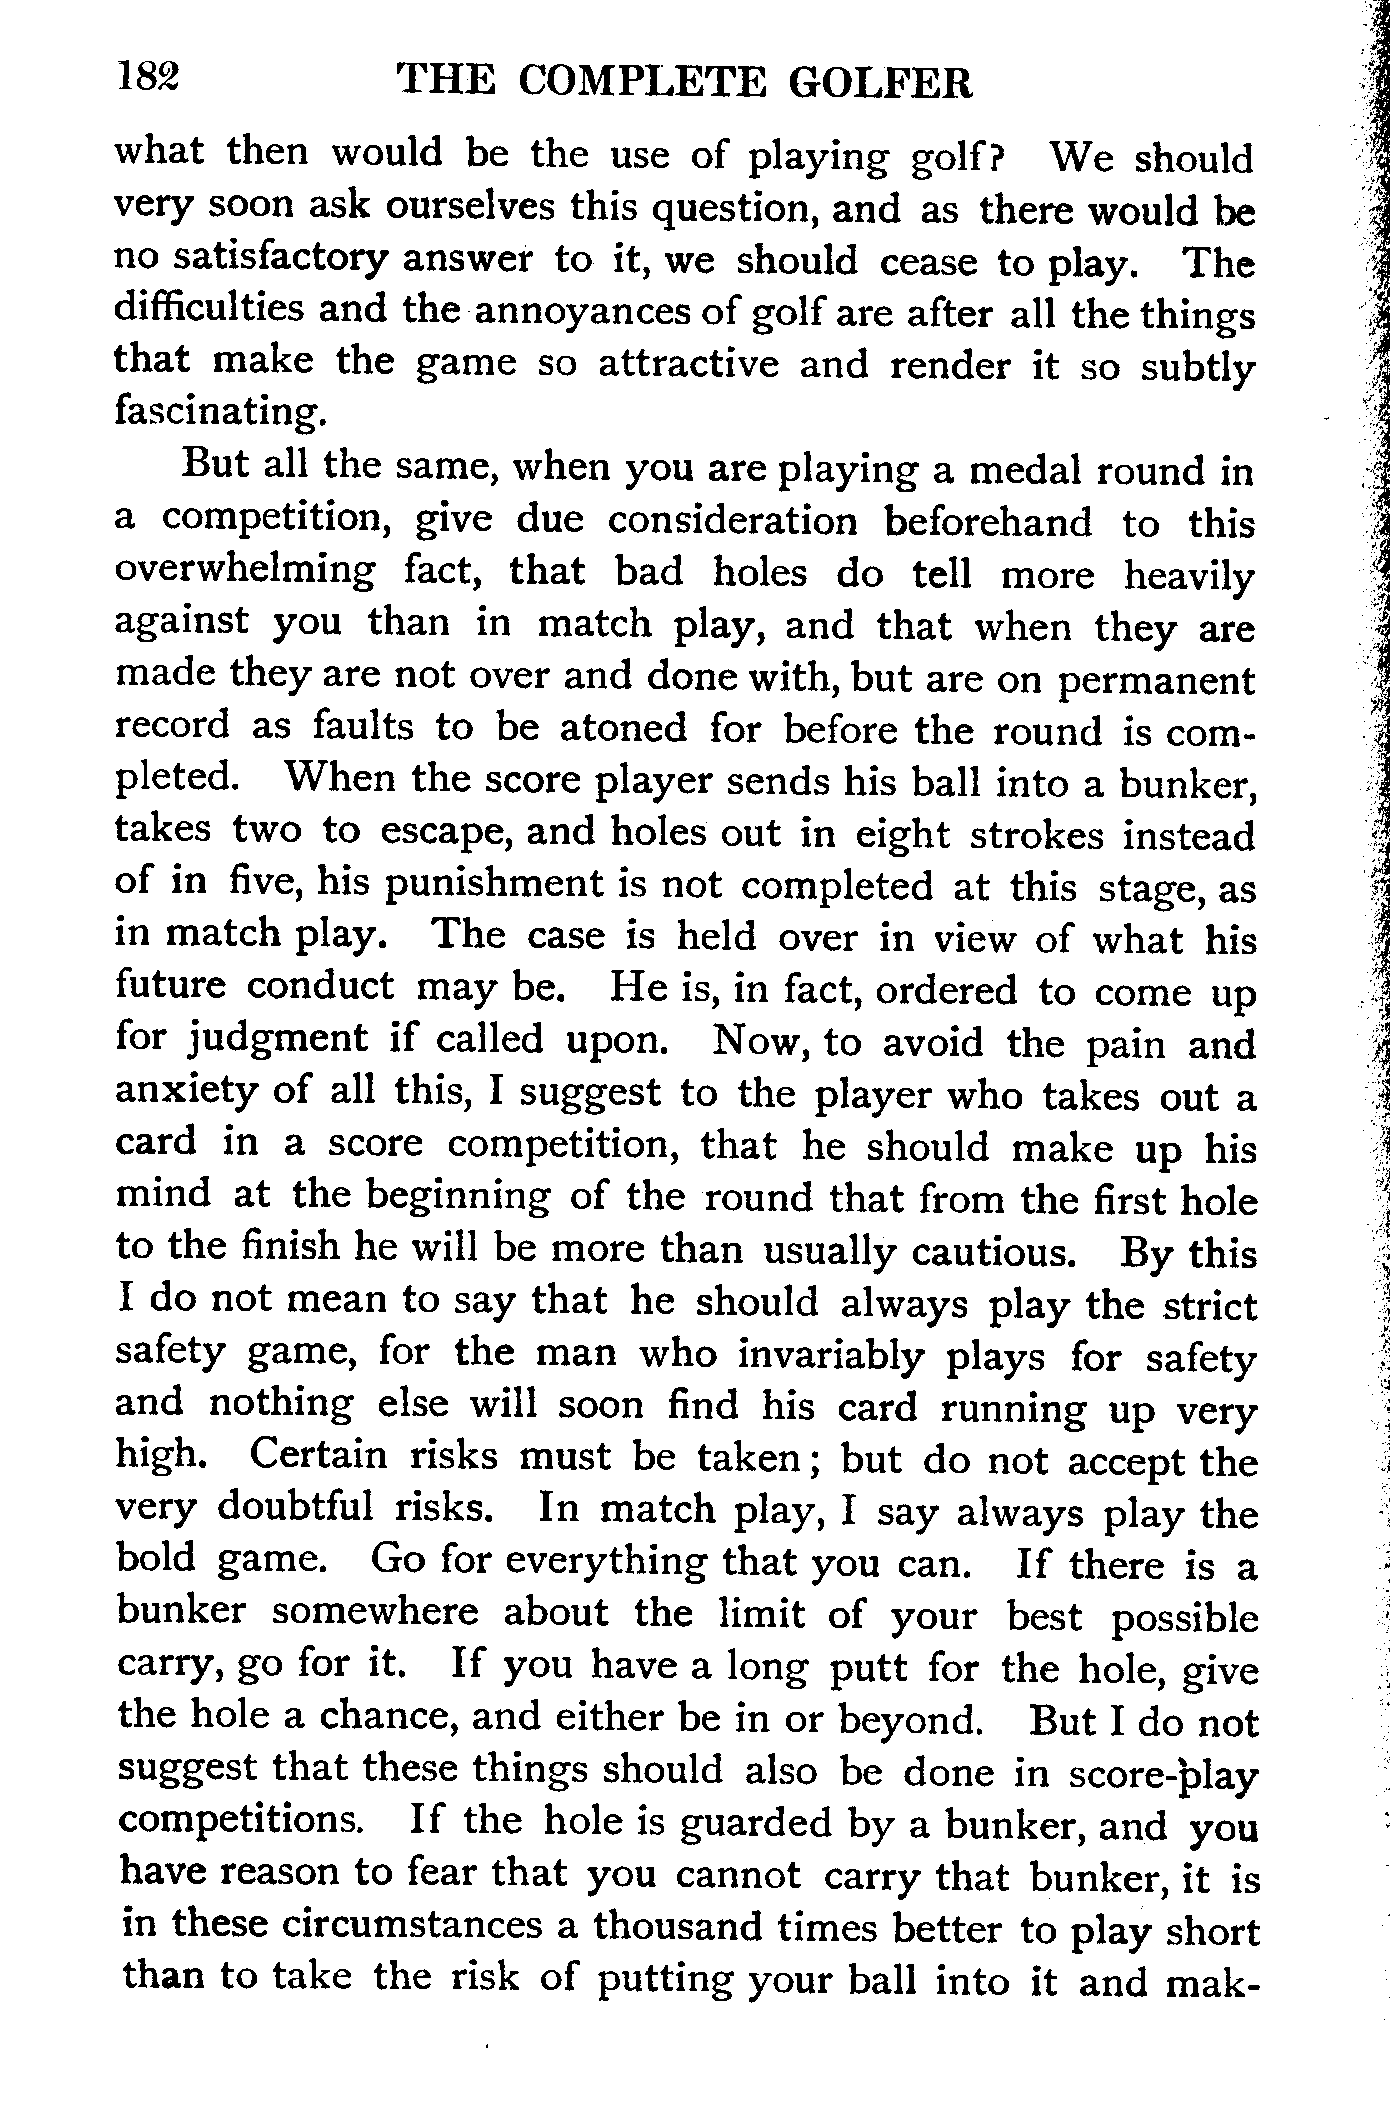 182 THE COMPLETE GOLFER
what then would be the use of playing golf? We should
very soon ask ourselves this question, and as there would be
no satisfactory answer to it, we should cease to play. The
difficulties and the annoyances of golf are after all the things
that make the game so attractive and render it so subtly
fascinating.
But all the same, when you are playing a medal round in
a competition, give due consideration beforehand to this
overwhelming fact, that bad holes do tell more heavily
against you than in match play, and that when they are
made they are not over and done with, but are on permanent
record as faults to be atoned for before the round is com-
pleted. When the score player sends his ball into a bunker,
takes two to escape, and holes out in eight strokes instead
of in five, his punishment is not completed at this stage, as
in match play. The case is held over in view of what his
future conduct may be. He is, in fact, ordered to come up
for judgment if called upon. Now, to avoid the pain and
anxiety of all this, I suggest to the player who takes out a
card in a score competition, that he should make up his
mind at the beginning of the round that from the first hole
to the finish he will be more than usually cautious. By this
I do not mean to say that he should always play the strict
safety game, for the man who invariably plays for safety
and nothing else will soon find his card running up very
high. Certain risks must be taken; but do not accept the
very doubtful risks. In match play, I say always play the
bold game. Go for everything that you can. If there is a
bunker somewhere about the limit of your best possible
carry, go for it. If you have a long putt for the hole, give
the hole a chance, and either be in or beyond. But I do not
suggest that these things should also be done in score-play
competitions. If the hole is guarded by a bunker, and you
have reason to fear that you cannot carry that bunker, it is
in these circumstances a thousand times better to play short
than to take the risk of putting your ball into it and mak-